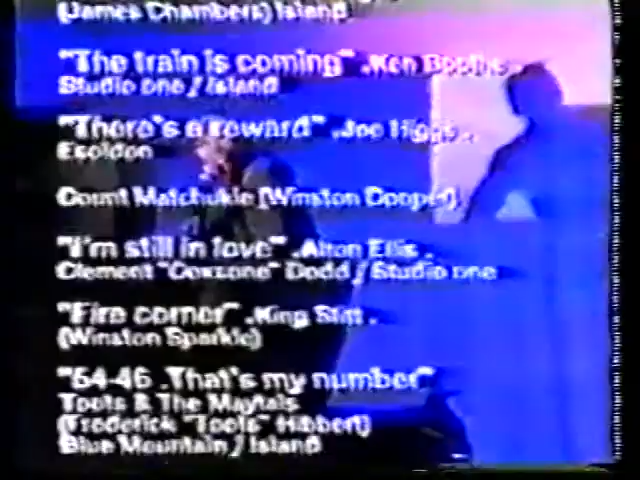 (James Chambers) Island
"The train is coming" .Ken Boothe.
Studio one / Island
"There's a reward" .Joe Higgs.
Esoldon
Count Matchukie (Winston Cooper)
"I'm still in love" .Alton Ellis.
Clement "Coxsone" Dodd / Studio one
"Fire corner" .King Stitt.
(Winston Sparkle)
"54-46 .That's my number"
Toots & The Maytals
(Frederick "Toots" Hibbert)
Blue Mountain / Island